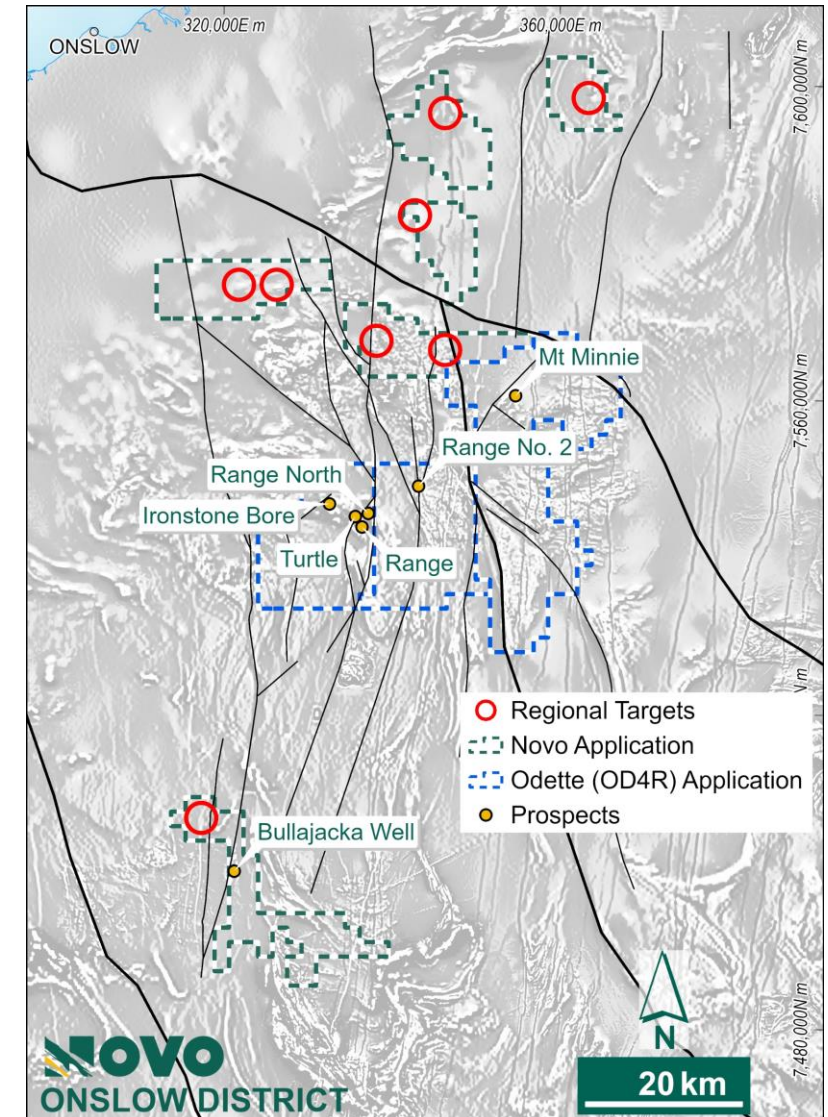 320,000E m
360,000E m
ONSLOW
7,600,000N m
Mt Minnie
7,560,000N m
Range No. 2
Range North
Ironstone Bore
Turtle
Range
N m
Regional Targets
Novo Application
Odette (OD4R) Application
Prospects
Bullajacka Well
N
7,480,000N m
NOVO
ONSLOW DISTRICT
20 km